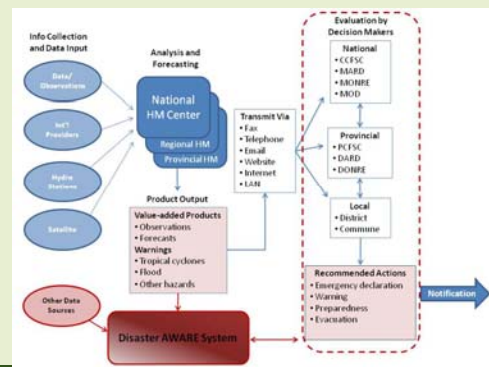 Info Collection
and Data Input
Data/
Observations
Int'l
Providers
Hydro
Stations
Satellite
Other Data
Sources
Analysis and
Forecasting
National
HM Center
Regional HM
Provincial HM
Product Output
Value-added Products
• Observations
• Forecasts
Warnings
• Tropical cyclones
• Flood
• Other hazards
Disaster AWARE System
Transmit Via
• Fax
• Telephone
• Email
• Website
• Internet
• LAN
Evaluation by
Decision Makers
National
• CCFSC
• MARD
• MONRE
• MOD
Provincial
• PCFSC
• DARD
• DONRE
Local
• District
• Commune
Recommended Actions
• Emergency declaration
• Warning
• Preparedness
• Evacuation
Notification